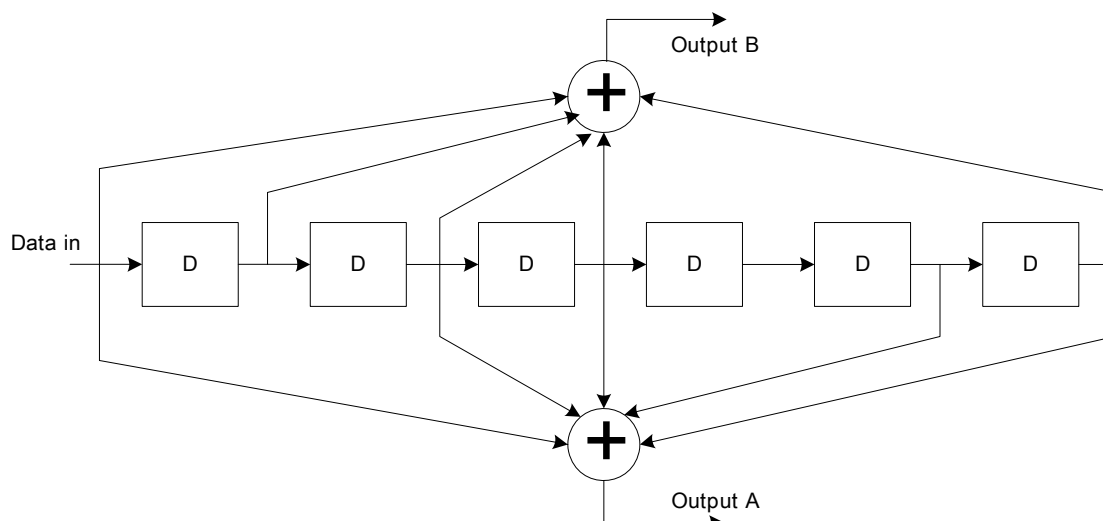 Output B
+
Data in
D D D D D D
+
Output A